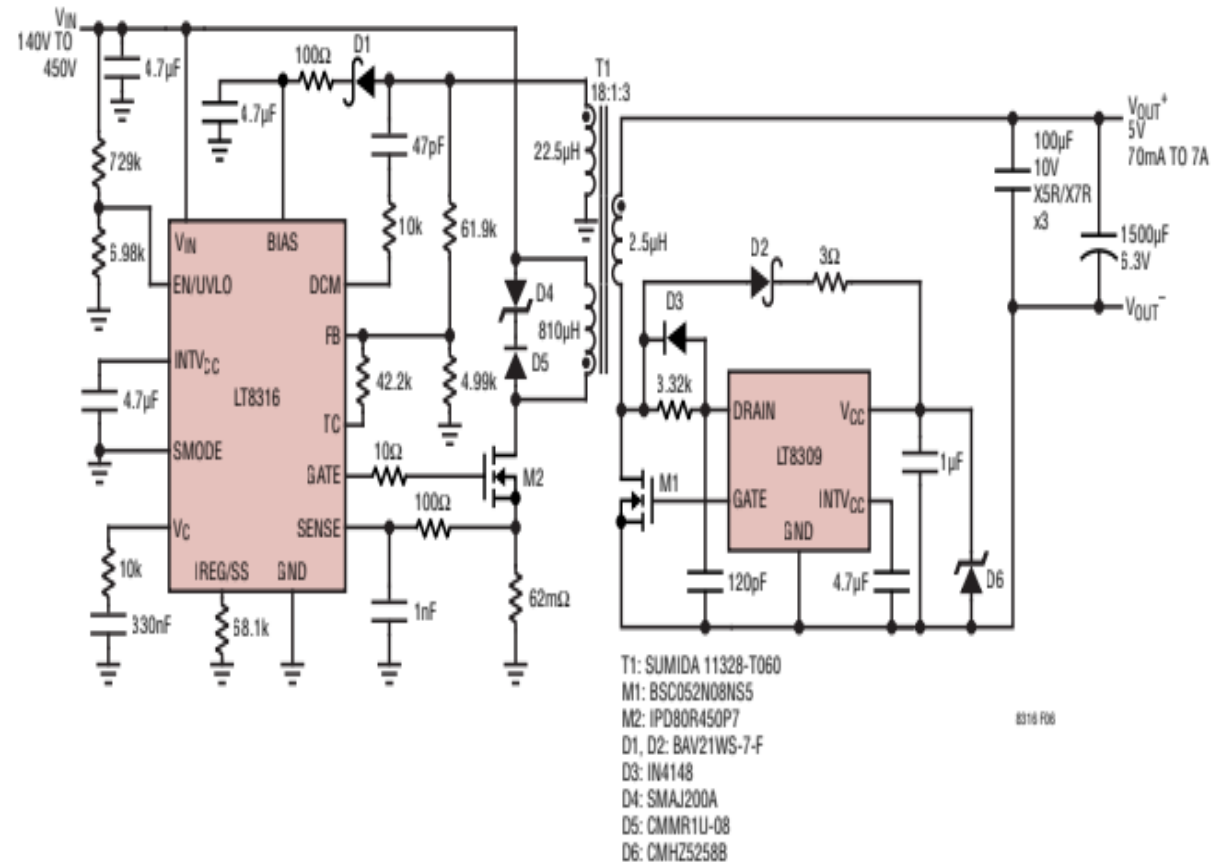 VIN
140V TO
450V
4.7µF
4.7µF
100Ω
D1
T1
18:1:3
VOUT+
5V
70mA TO 7A
100µF
10V
X5R/X7R
x3
1500µF
6.3V
VOUT−
729k
6.98k
47pF
10k
61.9k
22.5µH
2.5µH
D2
3Ω
D3
D4
810µH
D5
VIN
BIAS
EN/UVLO
DCM
FB
INTVCC
LT8316
42.2k
4.99k
TC
4.7µF
SMODE
GATE
10Ω
M2
100Ω
SENSE
VC
IREG/SS
GND
10k
330nF
68.1k
1nF
62mΩ
3.32k
DRAIN
VCC
LT8309
1µF
M1
GATE
INTVCC
GND
120pF
4.7µF
D6
T1: SUMIDA 11328-T060
M1: BSC052N08NS5
M2: IPD80R450P7
D1, D2: BAV21WS-7-F
D3: IN4148
D4: SMAJ200A
D5: CMMR1U-08
D6: CMHZ5258B
8316 F06